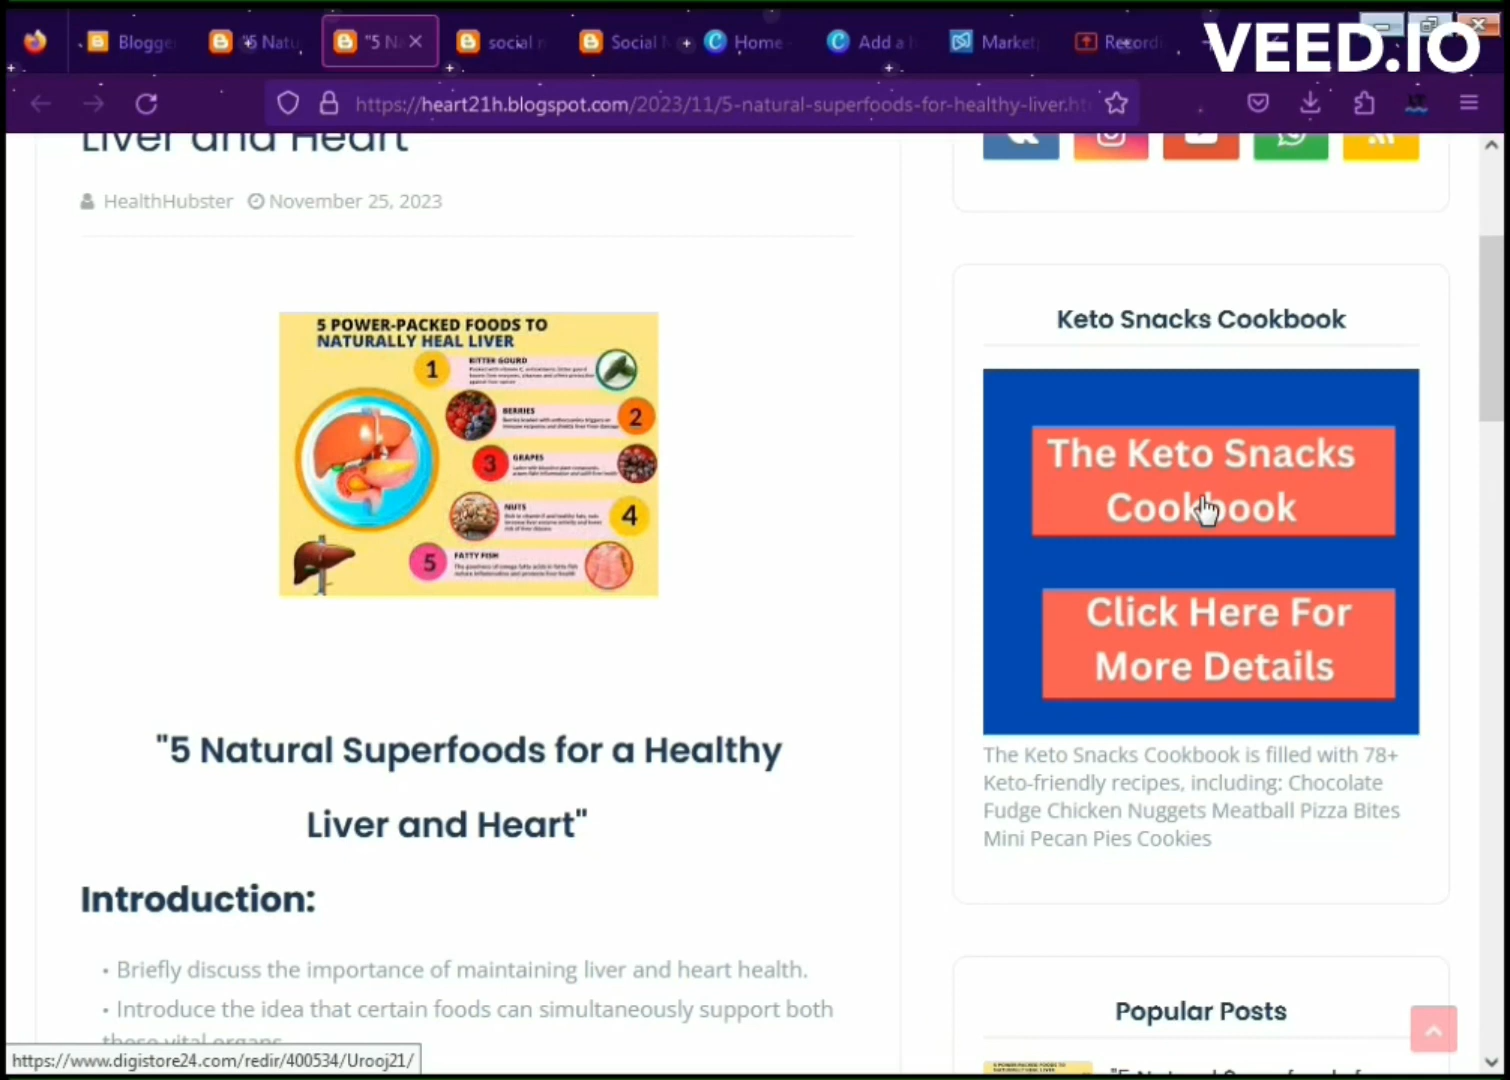 Blogge
"5 Natu
"5 N
social n
Social N
Home
Add a
Market
Recordi
VEED.IO
https://heart21h.blogspot.com/2023/11/5-natural-superfoods-for-healthy-liver.ht
Liver and Heart
HealthHubster
November 25, 2023
5 POWER-PACKED FOODS TO
NATURALLY HEAL LIVER
1
BITTER GOURD
BERRIES
2
3
GRAPES
NUTS
4
5
FATTY FISH
"5 Natural Superfoods for a Healthy
Liver and Heart"
Introduction:
• Briefly discuss the importance of maintaining liver and heart health.
• Introduce the idea that certain foods can simultaneously support both
these vital organs.
https://www.digistore24.com/redir/400534/Urooj21/
Keto Snacks Cookbook
The Keto Snacks
Cookbook
Click Here For
More Details
The Keto Snacks Cookbook is filled with 78+
Keto-friendly recipes, including: Chocolate
Fudge Chicken Nuggets Meatball Pizza Bites
Mini Pecan Pies Cookies
Popular Posts